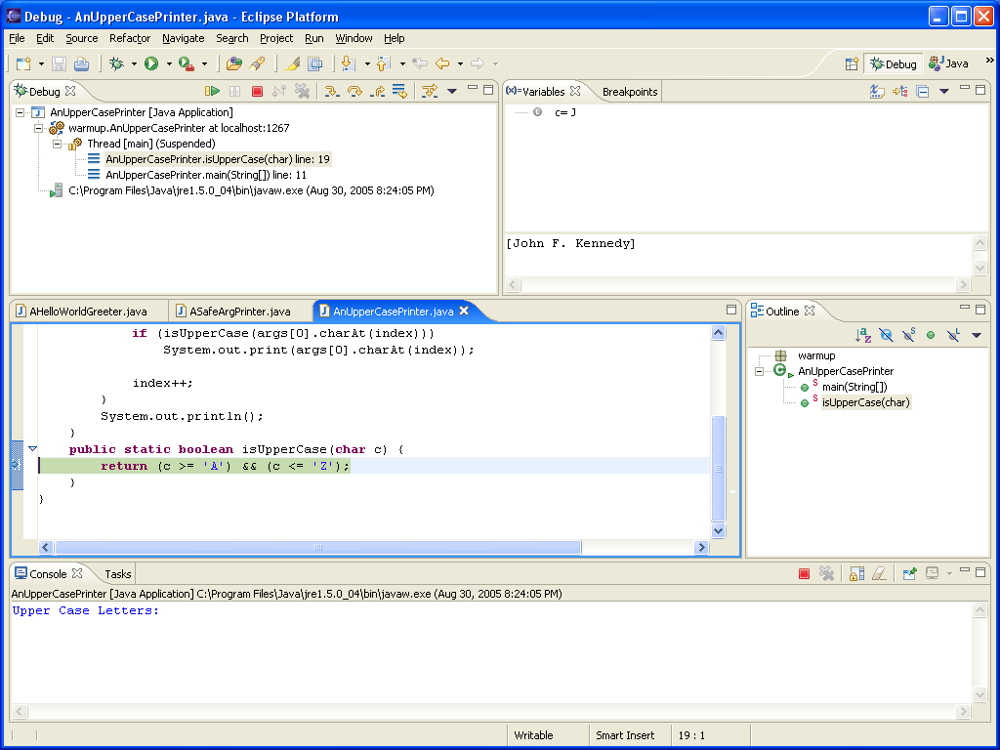 Debug - AnUpperCasePrinter.java - Eclipse Platform
File Edit Source Refactor Navigate Search Project Run Window Help
Debug Java »
Debug
AnUpperCasePrinter [Java Application]
warmup.AnUpperCasePrinter at localhost:1267
Thread [main] (Suspended)
AnUpperCasePrinter.isUpperCase(char) line: 19
AnUpperCasePrinter.main(String[]) line: 11
C:\Program Files\Java\jre1.5.0_04\bin\javaw.exe (Aug 30, 2005 8:24:05 PM)
(x)= Variables Breakpoints
c= J
[John F. Kennedy]
AHelloWorldGreeter.java ASafeArgPrinter.java AnUpperCasePrinter.java
if (isUpperCase(args[0].charAt(index)))
System.out.print(args[0].charAt(index));
index++;
}
System.out.println();
}
public static boolean isUpperCase(char c) {
return (c >= 'A') && (c <= 'Z');
}
}
Outline
warmup
AnUpperCasePrinter
main(String[])
isUpperCase(char)
Console Tasks
AnUpperCasePrinter [Java Application] C:\Program Files\Java\jre1.5.0_04\bin\javaw.exe (Aug 30, 2005 8:24:05 PM)
Upper Case Letters:
Writable Smart Insert 19 : 1